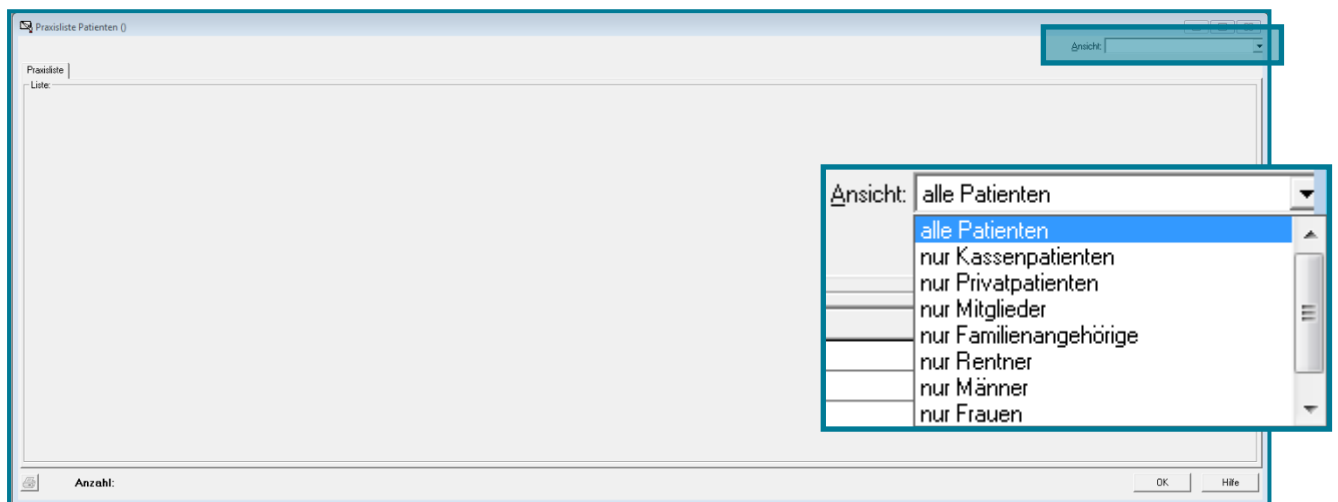 Praxisliste Patienten ()
Ansicht:
Praxisliste
Liste:
Ansicht: alle Patienten
alle Patienten
nur Kassenpatienten
nur Privatpatienten
nur Mitglieder
nur Familienangehörige
nur Rentner
nur Männer
nur Frauen
Anzahl:
OK Hilfe